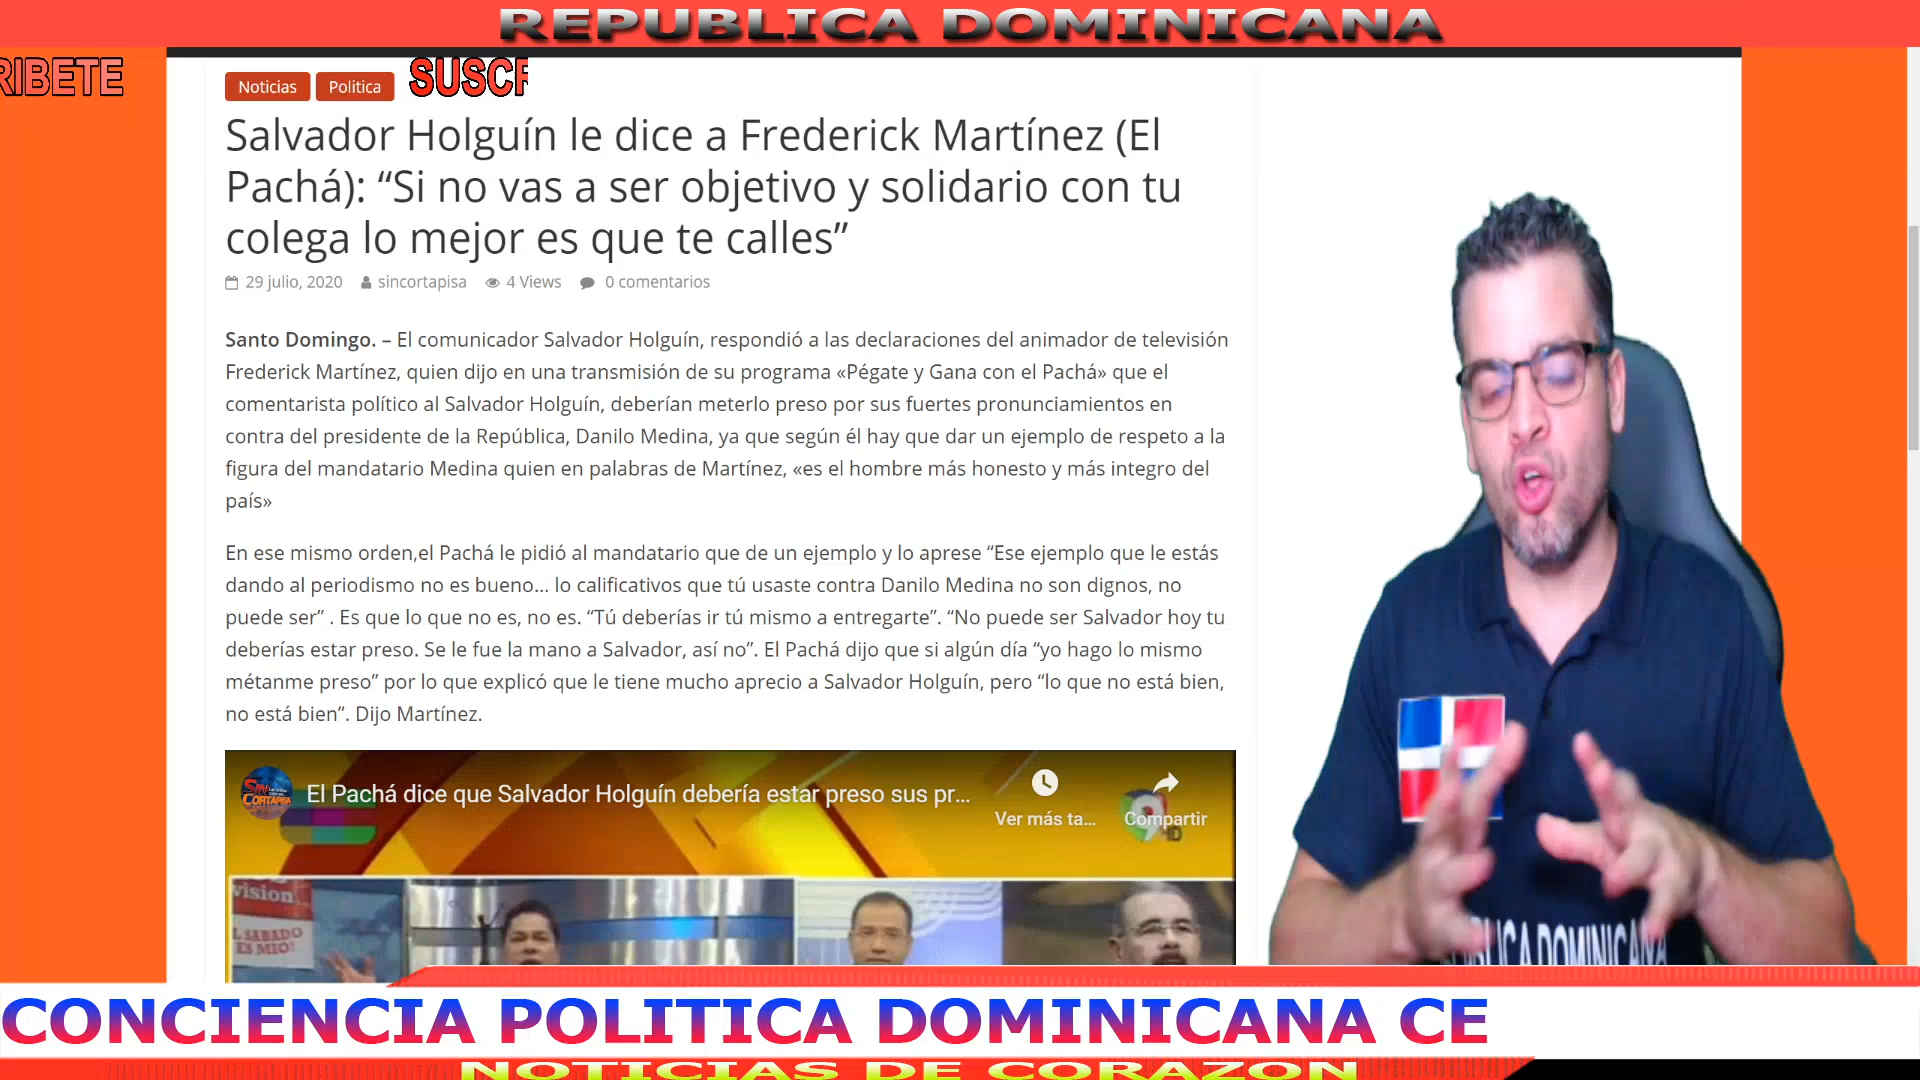 REPUBLICA DOMINICANA
RIBETE
SUSCR
Noticias Politica
Salvador Holguín le dice a Frederick Martínez (El
Pachá): “Si no vas a ser objetivo y solidario con tu
colega lo mejor es que te calles”
29 julio, 2020 sincortapisa 4 Views 0 comentarios
Santo Domingo. – El comunicador Salvador Holguín, respondió a las declaraciones del animador de televisión
Frederick Martínez, quien dijo en una transmisión de su programa «Pégate y Gana con el Pachá» que el
comentarista político al Salvador Holguín, deberían meterlo preso por sus fuertes pronunciamientos en
contra del presidente de la República, Danilo Medina, ya que según él hay que dar un ejemplo de respeto a la
figura del mandatario Medina quien en palabras de Martínez, «es el hombre más honesto y más integro del
país»
En ese mismo orden,el Pachá le pidió al mandatario que de un ejemplo y lo aprese “Ese ejemplo que le estás
dando al periodismo no es bueno… lo calificativos que tú usaste contra Danilo Medina no son dignos, no
puede ser” . Es que lo que no es, no es. “Tú deberías ir tú mismo a entregarte”. “No puede ser Salvador hoy tu
deberías estar preso. Se le fue la mano a Salvador, así no”. El Pachá dijo que si algún día “yo hago lo mismo
métanme preso” por lo que explicó que le tiene mucho aprecio a Salvador Holguín, pero “lo que no está bien,
no está bien”. Dijo Martínez.
SIN CORTAPISA
El Pachá dice que Salvador Holguín debería estar preso sus pr...
Ver más ta...
Compartir
9
vision
L SABADO
ES MIO!
BLICA DOMINICANA
CONCIENCIA POLITICA DOMINICANA CE
NOTICIAS DE CORAZON